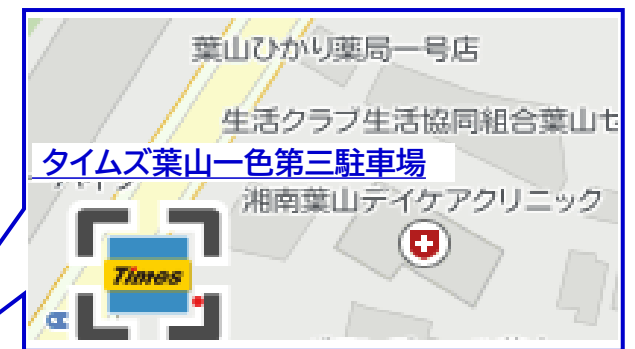 葉山ひかり薬局一号店
生活クラブ生活協同組合葉山セ
タイムズ葉山一色第三駐車場
湘南葉山デイケアクリニック
Times